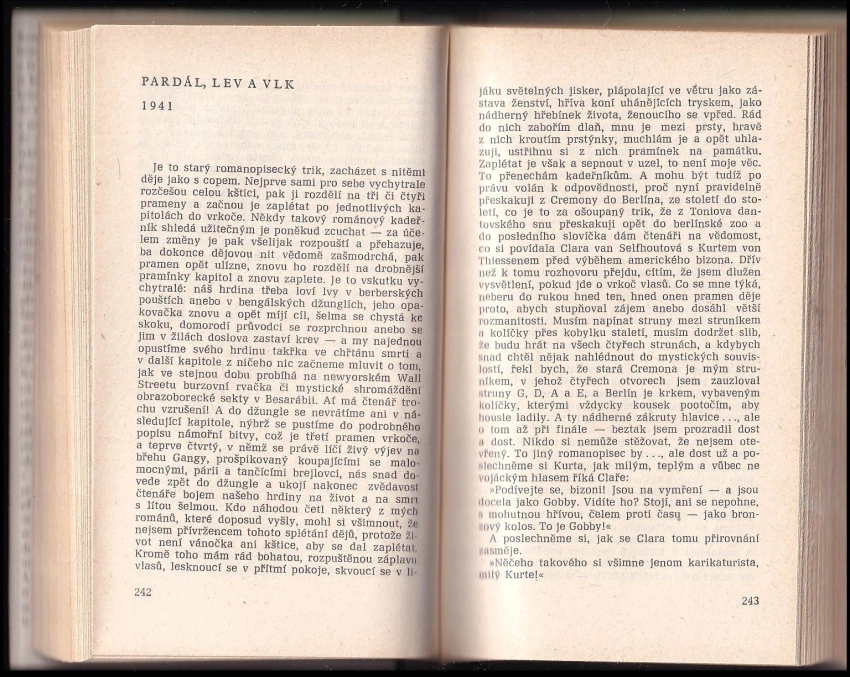 PARDÁL, LEV A VLK
1941
Je to starý romanopisecký trik, zacházet s nitěmi
děje jako s copem. Nejprve sami pro sebe vychytrale
rozčešou celou kštici, pak ji rozdělí na tři či čtyři
prameny a začnou je zaplétat po jednotlivých ka-
pitolách do vrkoče. Někdy takový románový kadeř-
ník shledá užitečným je poněkud zcuchat — za úče-
lem změny je pak všelijak rozpouští a přehazuje,
ba dokonce dějovou nit vědomě zašmodrchá, pak
pramen opět ulízne, znovu ho rozdělí na drobnější
pramínky kapitol a znovu zaplete. Je to vskutku vy-
chytralé: náš hrdina třeba loví lvy v berberských
pouštích anebo v bengálských džunglích, jeho opa-
kovačka znovu a opět míjí cíl, šelma se chystá ke
skoku, domorodí průvodci se rozprchnou anebo se
jim v žilách doslova zastaví krev — a my najednou
opustíme svého hrdinu takřka ve chřtánu smrti a
v další kapitole z ničeho nic začneme mluvit o tom,
jak ve stejnou dobu probíhá na newyorském Wall
Streetu burzovní rvačka či mystické shromáždění
obrazoborecké sekty v Besarábii. Ať má čtenář tro-
chu vzrušení! A do džungle se nevrátíme ani v ná-
sledující kapitole, nýbrž se pustíme do podrobného
popisu námořní bitvy, což je třetí pramen vrkoče,
a teprve čtvrtý, v němž se právě líčí živý výjev na
břehu Gangy, prošpikovaný koupajícími se malo-
mocnými, párii a tančícími brejlovci, nás snad do-
vede zpět do džungle a ukojí nakonec zvědavost
čtenáře bojem našeho hrdiny na život a na smrt
s lítou šelmou. Kdo náhodou četl některý z mých
románů, které doposud vyšly, mohl si všimnout, že
nejsem přívržencem tohoto splétání dějů, protože ži-
vot není vánočka ani kštice, aby se dal zaplétat.
Kromě toho mám rád bohatou, rozpuštěnou záplavu
vlasů, lesknoucí se v přítmí pokoje, skvoucí se v li-
242
jáku světelných jisker, plápolající ve větru jako zá-
stava ženství, hříva koní uhánějících tryskem, jako
nádherný hřebínek života, ženoucího se vpřed. Rád
do nich zabořím dlaň, mnu je mezi prsty, hravě
z nich kroutím prstýnky, muchlám je a opět uhla-
zuji, ustřihnu si z nich pramínek na památku.
Zaplétat je však a sepnout v uzel, to není moje věc.
To přenechám kadeřníkům. A mohu být tudíž po
právu volán k odpovědnosti, proč nyní pravidelně
přeskakuji z Cremony do Berlína, ze století do sto-
letí, co je to za ošoupaný trik, že z Toniova dan-
tovského snu přeskakuji opět do berlínské zoo a
do posledního slovíčka dám čtenáři na vědomost,
co si povídala Clara van Selfhoutová s Kurtem von
Thiessenem před výběhem amerického bizona. Dřív
než k tomu rozhovoru přejdu, cítím, že jsem dlužen
vysvětlení, pokud jde o vrkoč vlasů. Co se mne týká,
neberu do rukou hned ten, hned onen pramen děje
proto, abych stupňoval zájem anebo dosáhl větší
rozmanitosti. Musím napínat struny mezi struníkem
a kolíčky přes kobylku staletí, musím dodržet slib,
že budu hrát na všech čtyřech strunách, a kdybych
snad chtěl nějak nahlédnout do mystických souvis-
lostí, řekl bych, že stará Cremona je mým stru-
níkem, v jehož čtyřech otvorech jsem zauzloval
struny G, D, A a E, a Berlín je krkem, vybaveným
kolíčky, kterými vždycky kousek pootočím, aby
housle ladily. A ty nádherné zákruty hlavice . . ., ale
o tom až při finále — beztak jsem prozradil dost
a dost. Nikdo si nemůže stěžovat, že nejsem ote-
vřený. To jiný romanopisec by . . ., ale dost už a po-
slechněme si Kurta, jak milým, teplým a vůbec ne
vojáckým hlasem říká Claře:
»Podívejte se, bizoni! Jsou na vymření — a jsou
docela jako Gobby. Vidíte ho? Stojí, ani se nepohne,
s mohutnou hřívou, čelem proti času — jako bron-
zový kolos. To je Gobby!«
A poslechněme si, jak se Clara tomu přirovnání
zasměje.
»Něčeho takového si všimne jenom karikaturista,
milý Kurte!«
243